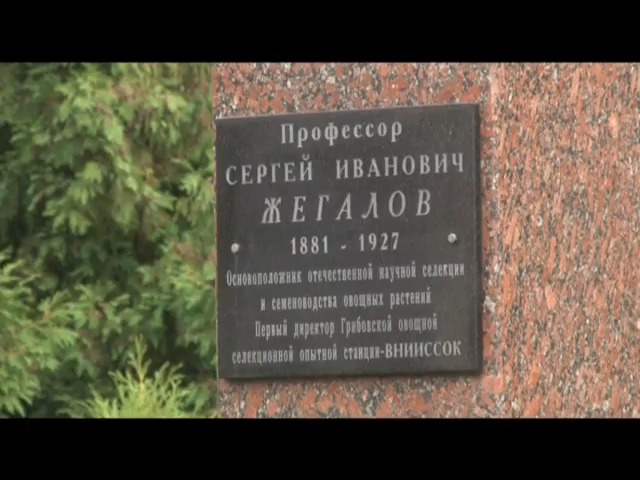 Профессор
СЕРГЕЙ ИВАНОВИЧ
ЖЕГАЛОВ
1881 - 1927
Основоположник отечественной научной селекции
и семеноводства овощных растений
Первый директор Грибовской овощной
селекционной опытной станции-ВНИИССОК